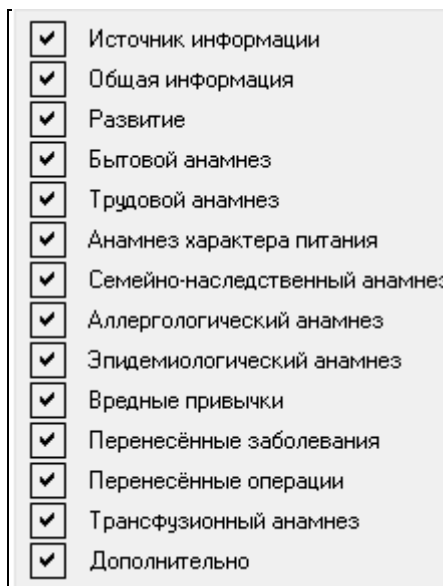 Источник информации
Общая информация
Развитие
Бытовой анамнез
Трудовой анамнез
Анамнез характера питания
Семейно-наследственный анамнез
Аллергологический анамнез
Эпидемиологический анамнез
Вредные привычки
Перенесённые заболевания
Перенесённые операции
Трансфузионный анамнез
Дополнительно